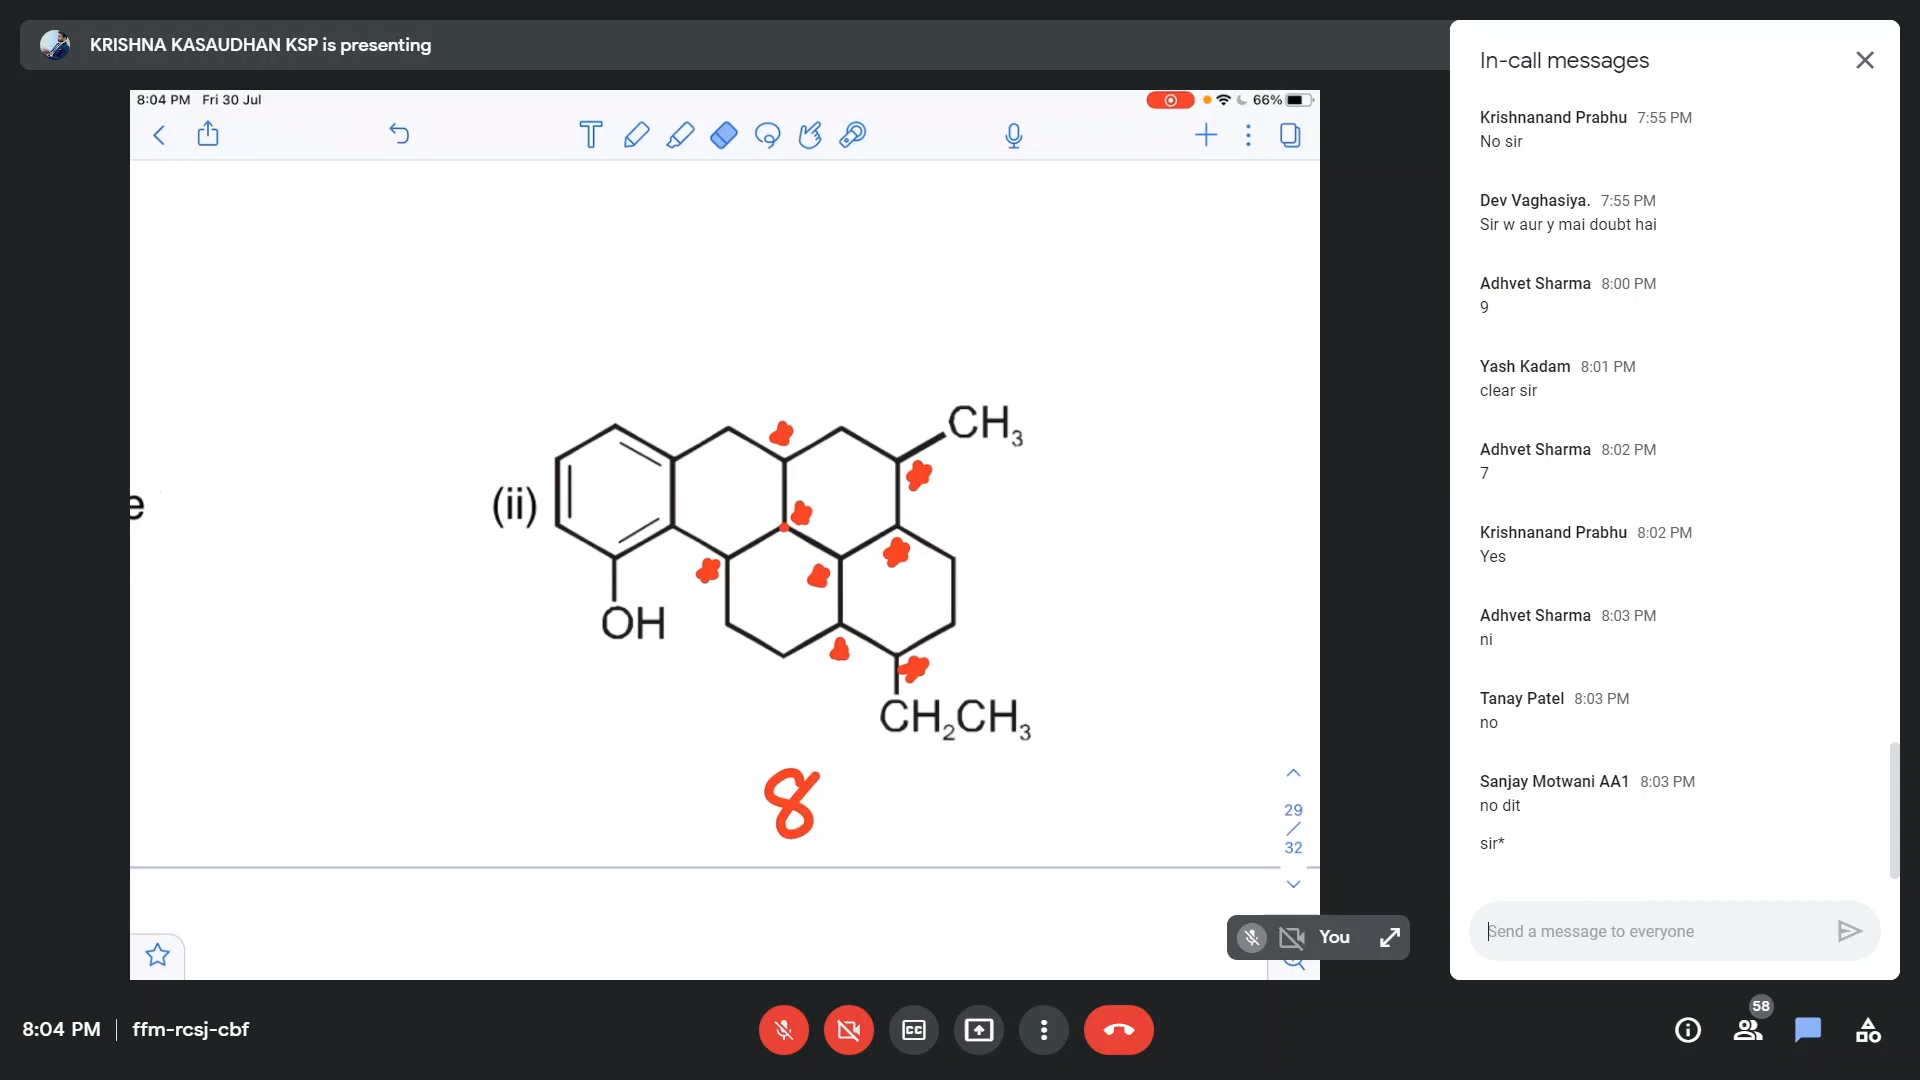 KRISHNA KASAUDHAN KSP is presenting
8:04 PM Fri 30 Jul
66%
e
(ii)
CH3
OH
CH2CH3
8
29
/
32
You
In-call messages
Krishnanand Prabhu 7:55 PM
No sir
Dev Vaghasiya. 7:55 PM
Sir w aur y mai doubt hai
Adhvet Sharma 8:00 PM
9
Yash Kadam 8:01 PM
clear sir
Adhvet Sharma 8:02 PM
7
Krishnanand Prabhu 8:02 PM
Yes
Adhvet Sharma 8:03 PM
ni
Tanay Patel 8:03 PM
no
Sanjay Motwani AA1 8:03 PM
no dit
sir*
Send a message to everyone
8:04 PM | ffm-rcsj-cbf
CC
58